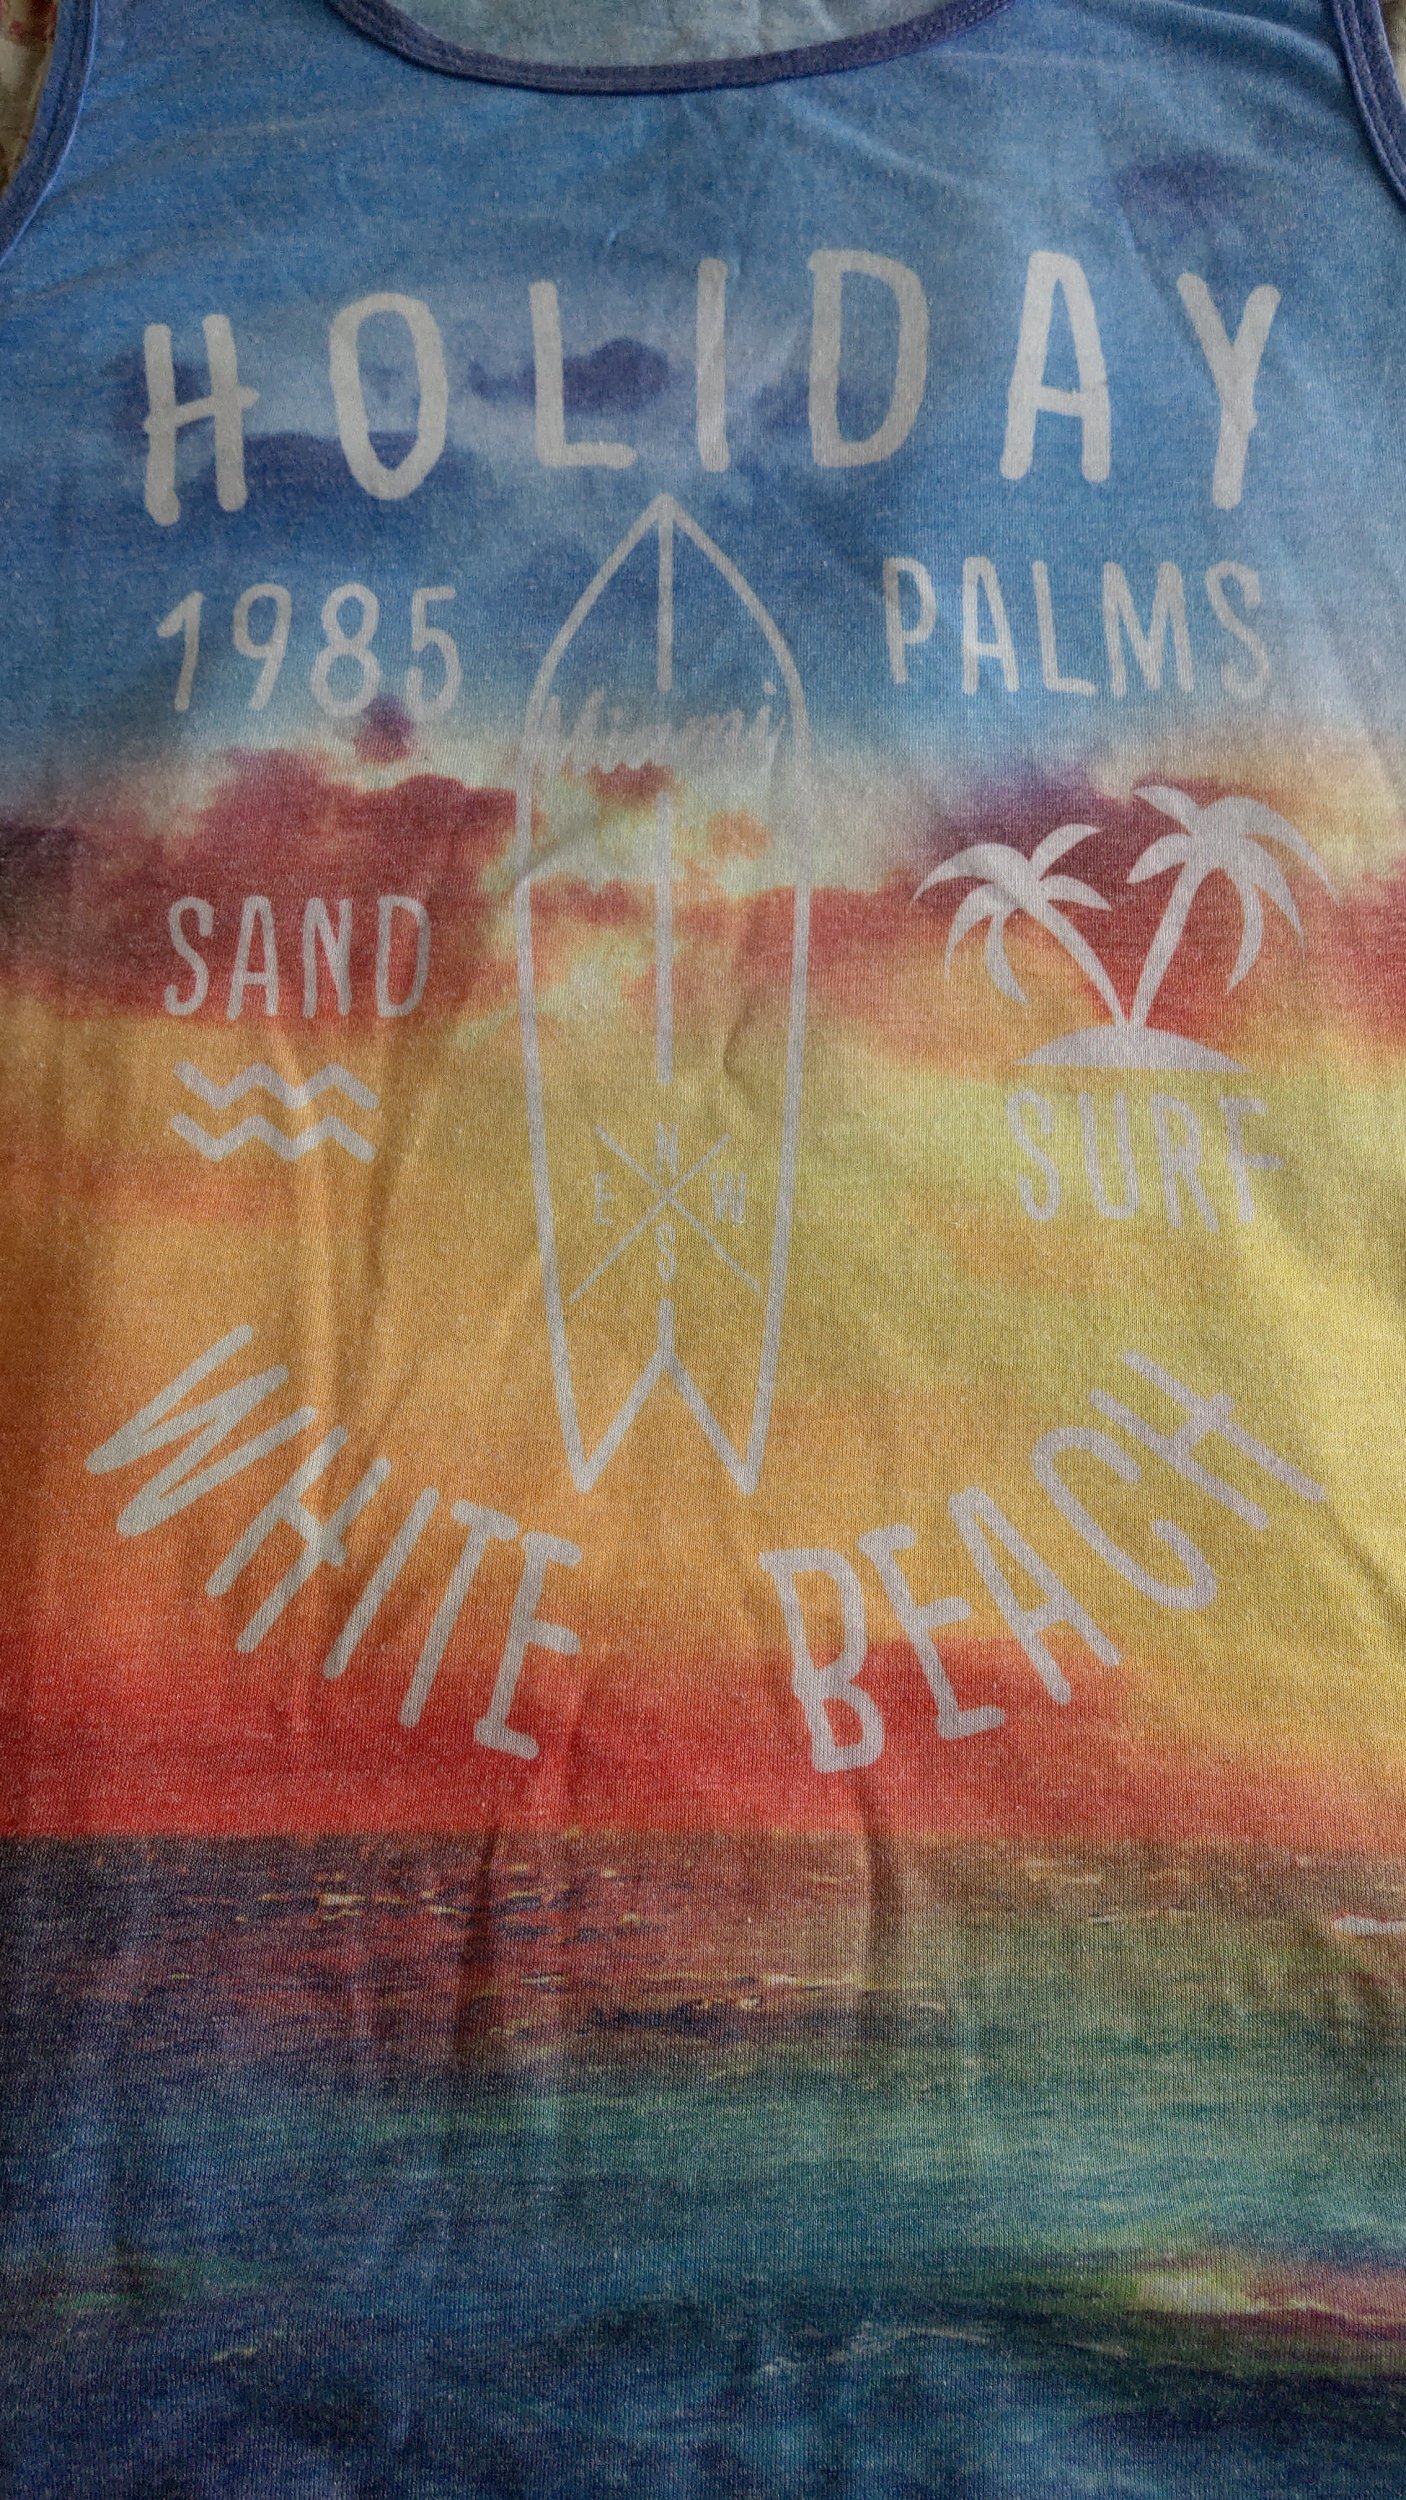 HOLIDAY
1985
PALMS
Miami
SAND
N
E W
S
SURF
WHITE BEACH